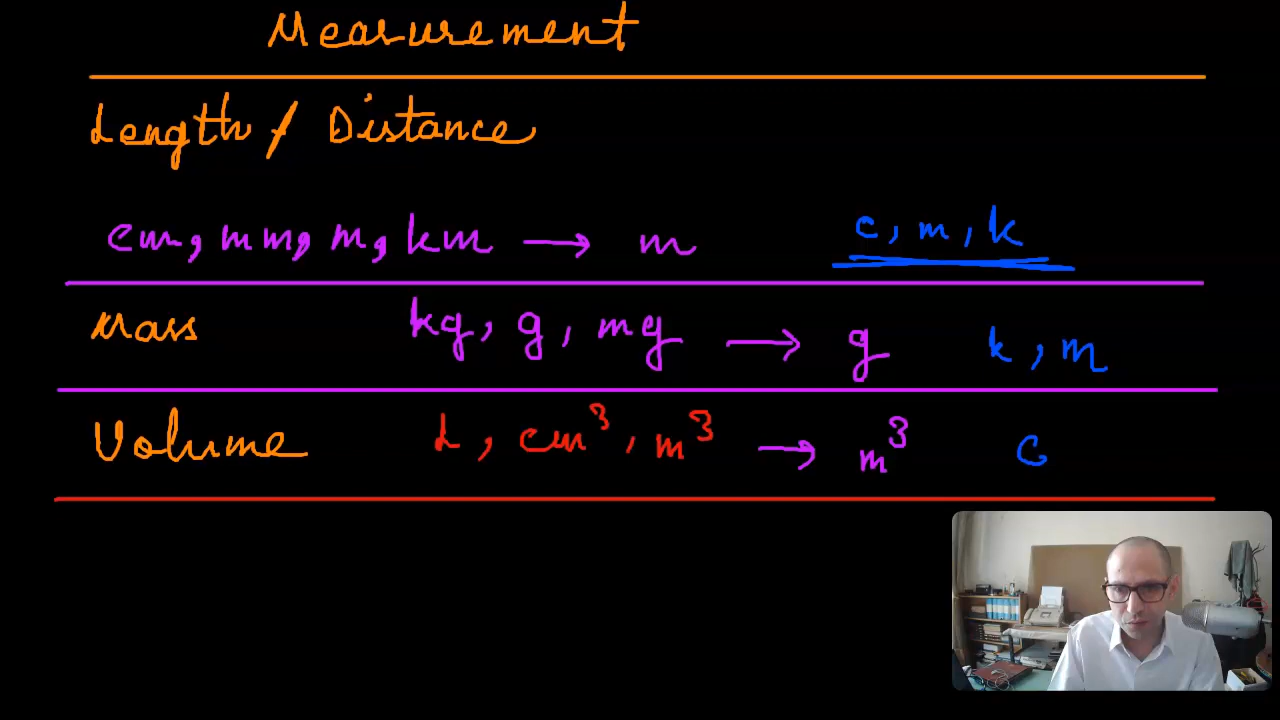 Measurement
Length / Distance
cm, mm, m, km → m c, m, k
Mass kg, g, mg → g k, m
Volume L, cm³, m³ → m³ c